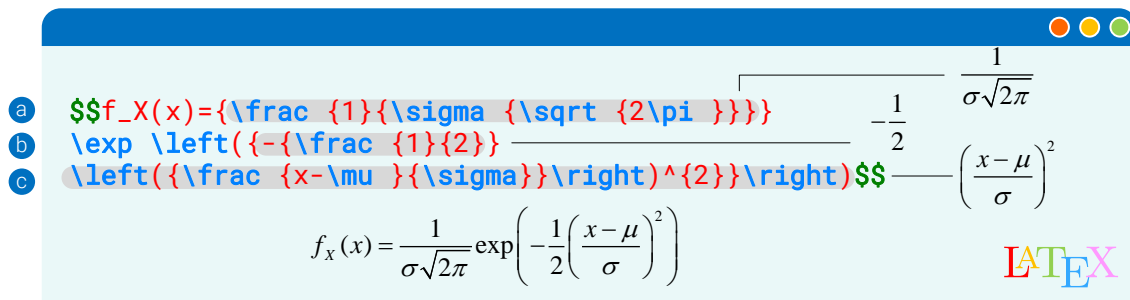 1
σ√2π
a $$f_X(x)={\frac {1}{\sigma {\sqrt {2\pi }}}}
−1/2
b \exp \left({-{\frac {1}{2}}
c \left({\frac {x-\mu }{\sigma}}\right)^{2}}\right)$$
((x − μ)/σ)²
f_X(x) = 1/(σ√2π) exp(−1/2 ((x − μ)/σ)²)
LATEX